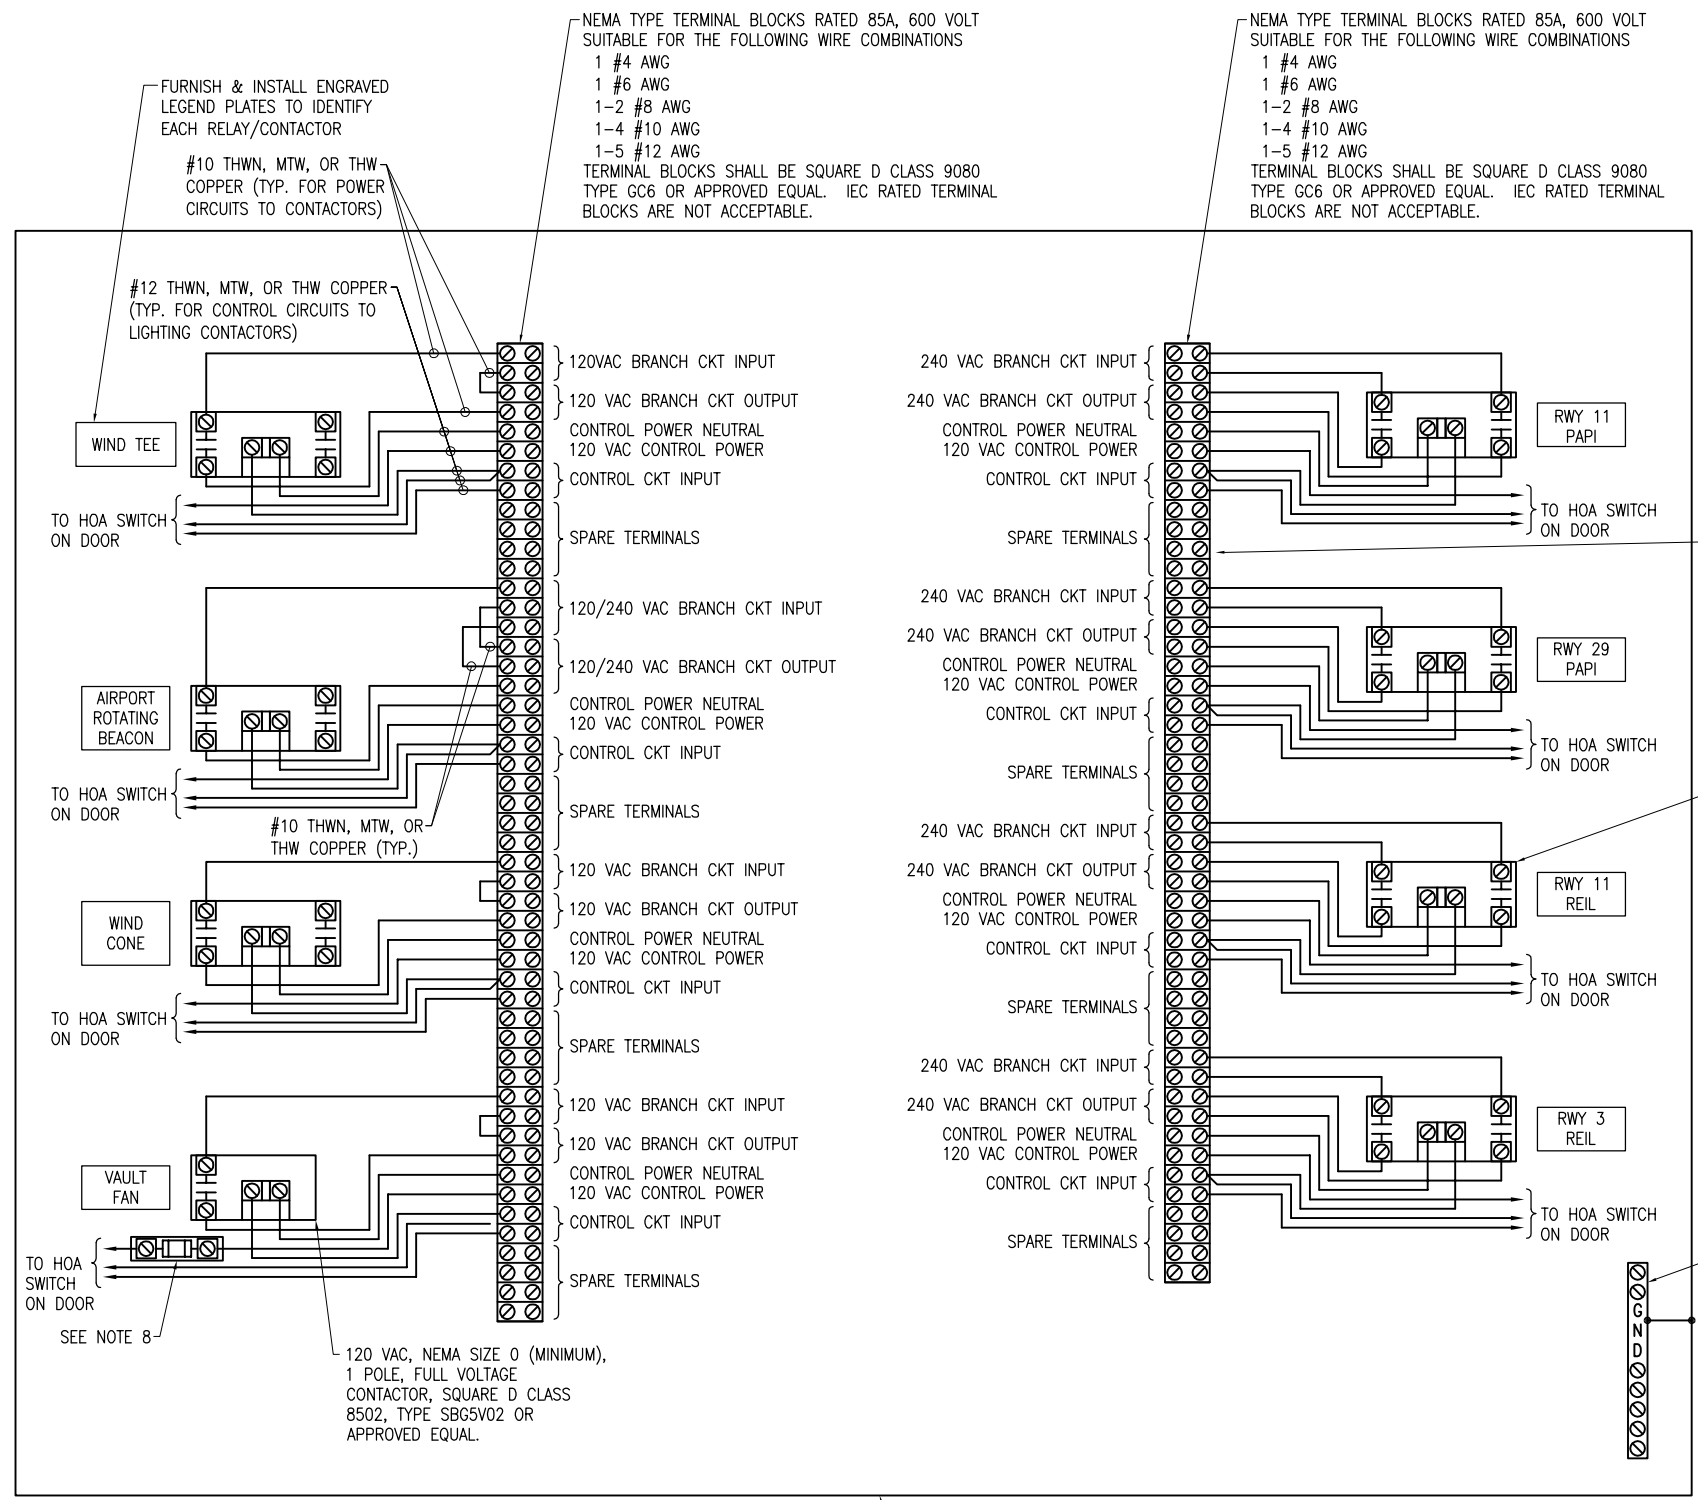 NEMA TYPE TERMINAL BLOCKS RATED 85A, 600 VOLT
SUITABLE FOR THE FOLLOWING WIRE COMBINATIONS
1 #4 AWG
1 #6 AWG
1-2 #8 AWG
1-4 #10 AWG
1-5 #12 AWG
TERMINAL BLOCKS SHALL BE SQUARE D CLASS 9080
TYPE GC6 OR APPROVED EQUAL. IEC RATED TERMINAL
BLOCKS ARE NOT ACCEPTABLE.
NEMA TYPE TERMINAL BLOCKS RATED 85A, 600 VOLT
SUITABLE FOR THE FOLLOWING WIRE COMBINATIONS
1 #4 AWG
1 #6 AWG
1-2 #8 AWG
1-4 #10 AWG
1-5 #12 AWG
TERMINAL BLOCKS SHALL BE SQUARE D CLASS 9080
TYPE GC6 OR APPROVED EQUAL. IEC RATED TERMINAL
BLOCKS ARE NOT ACCEPTABLE.
FURNISH & INSTALL ENGRAVED
LEGEND PLATES TO IDENTIFY
EACH RELAY/CONTACTOR
#10 THWN, MTW, OR THW
COPPER (TYP. FOR POWER
CIRCUITS TO CONTACTORS)
#12 THWN, MTW, OR THW COPPER
(TYP. FOR CONTROL CIRCUITS TO
LIGHTING CONTACTORS)
WIND TEE
TO HOA SWITCH
ON DOOR
120VAC BRANCH CKT INPUT
120 VAC BRANCH CKT OUTPUT
CONTROL POWER NEUTRAL
120 VAC CONTROL POWER
CONTROL CKT INPUT
SPARE TERMINALS
AIRPORT
ROTATING
BEACON
TO HOA SWITCH
ON DOOR
#10 THWN, MTW, OR
THW COPPER (TYP.)
120/240 VAC BRANCH CKT INPUT
120/240 VAC BRANCH CKT OUTPUT
CONTROL POWER NEUTRAL
120 VAC CONTROL POWER
CONTROL CKT INPUT
SPARE TERMINALS
WIND
CONE
TO HOA SWITCH
ON DOOR
120 VAC BRANCH CKT INPUT
120 VAC BRANCH CKT OUTPUT
CONTROL POWER NEUTRAL
120 VAC CONTROL POWER
CONTROL CKT INPUT
SPARE TERMINALS
VAULT
FAN
TO HOA
SWITCH
ON DOOR
SEE NOTE 8
120 VAC BRANCH CKT INPUT
120 VAC BRANCH CKT OUTPUT
CONTROL POWER NEUTRAL
120 VAC CONTROL POWER
CONTROL CKT INPUT
SPARE TERMINALS
120 VAC, NEMA SIZE 0 (MINIMUM),
1 POLE, FULL VOLTAGE
CONTACTOR, SQUARE D CLASS
8502, TYPE SBG5V02 OR
APPROVED EQUAL.
240 VAC BRANCH CKT INPUT
240 VAC BRANCH CKT OUTPUT
CONTROL POWER NEUTRAL
120 VAC CONTROL POWER
CONTROL CKT INPUT
SPARE TERMINALS
RWY 11
PAPI
TO HOA SWITCH
ON DOOR
240 VAC BRANCH CKT INPUT
240 VAC BRANCH CKT OUTPUT
CONTROL POWER NEUTRAL
120 VAC CONTROL POWER
CONTROL CKT INPUT
SPARE TERMINALS
RWY 29
PAPI
TO HOA SWITCH
ON DOOR
240 VAC BRANCH CKT INPUT
240 VAC BRANCH CKT OUTPUT
CONTROL POWER NEUTRAL
120 VAC CONTROL POWER
CONTROL CKT INPUT
SPARE TERMINALS
RWY 11
REIL
TO HOA SWITCH
ON DOOR
240 VAC BRANCH CKT INPUT
240 VAC BRANCH CKT OUTPUT
CONTROL POWER NEUTRAL
120 VAC CONTROL POWER
CONTROL CKT INPUT
SPARE TERMINALS
RWY 3
REIL
TO HOA SWITCH
ON DOOR
GND